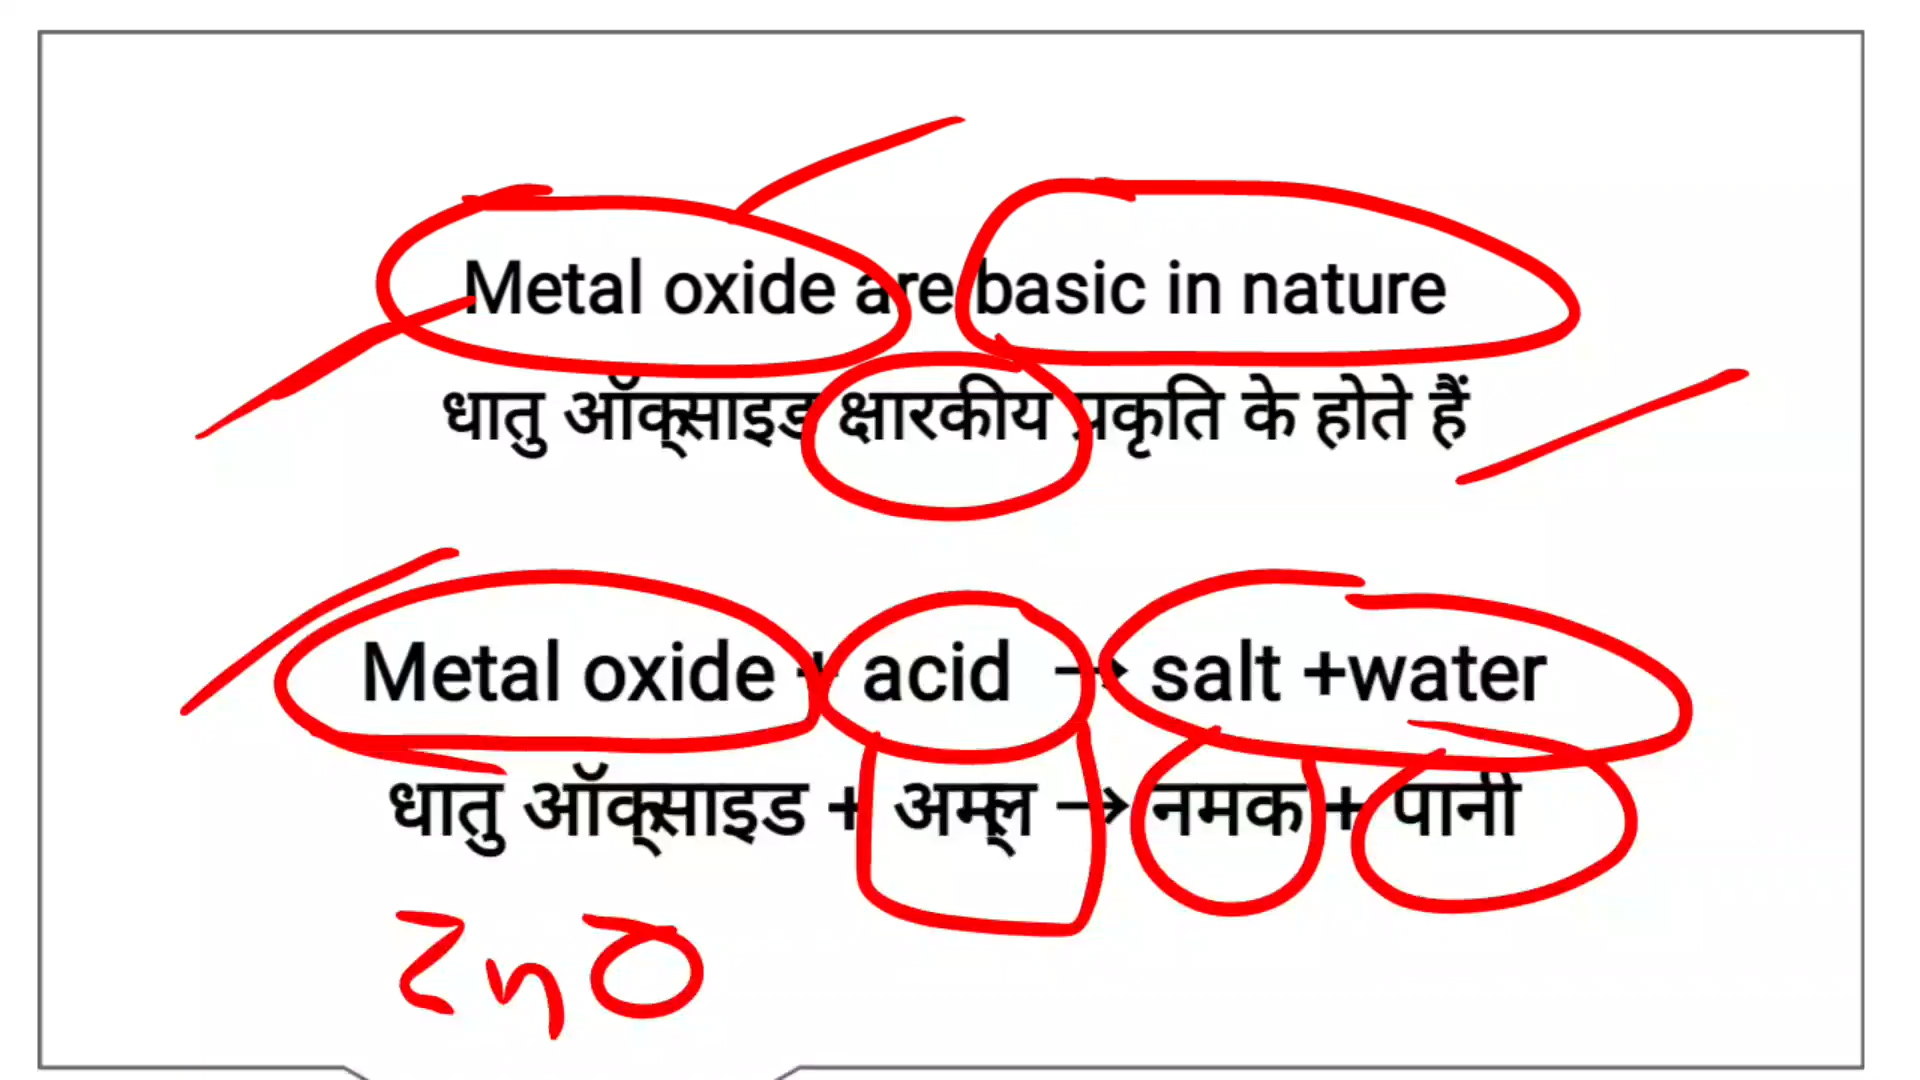 Metal oxide are basic in nature
धातु ऑक्साइड क्षारकीय प्रकृति के होते हैं
Metal oxide + acid → salt +water
धातु ऑक्साइड + अम्ल → नमक + पानी
ZnO